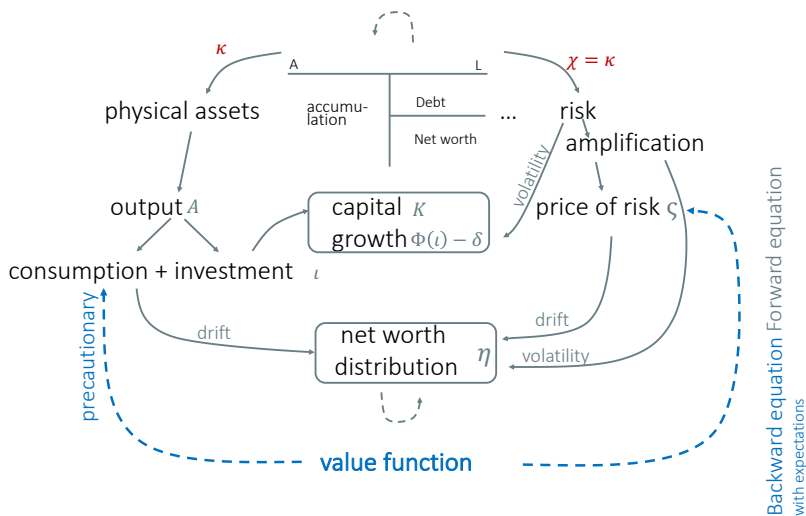 κ
χ = κ
A
L
physical assets
accumu-
lation
Debt
Net worth
...
risk
amplification
volatility
output A
capital K
growth Φ(ι) − δ
price of risk ς
consumption + investment ι
precautionary
drift
net worth
distribution η
drift
volatility
value function
Backward equation Forward equation
with expectations